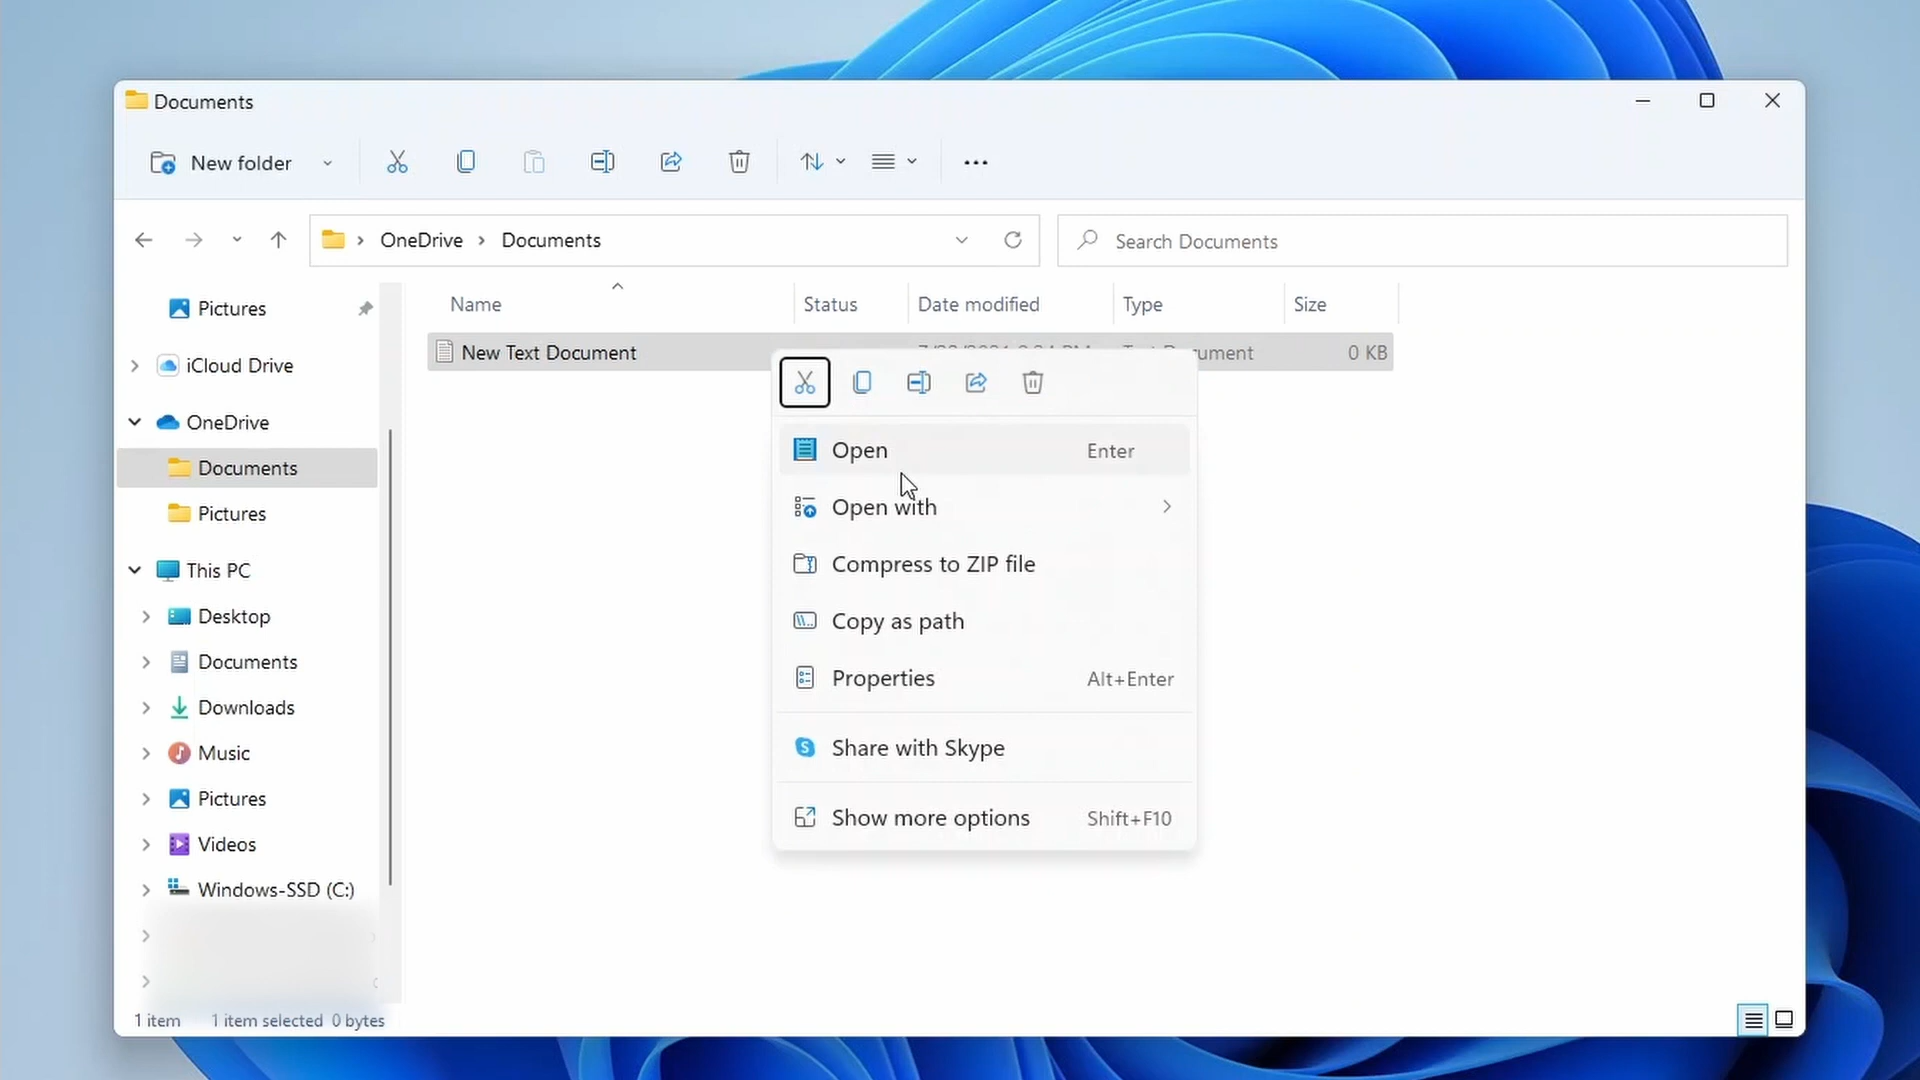 Documents
New folder
OneDrive > Documents
Search Documents
Name Status Date modified Type Size
New Text Document
0 KB
Pictures
iCloud Drive
OneDrive
Documents
Pictures
This PC
Desktop
Documents
Downloads
Music
Pictures
Videos
Windows-SSD (C:)
Open Enter
Open with
Compress to ZIP file
Copy as path
Properties Alt+Enter
Share with Skype
Show more options Shift+F10
1 item 1 item selected 0 bytes